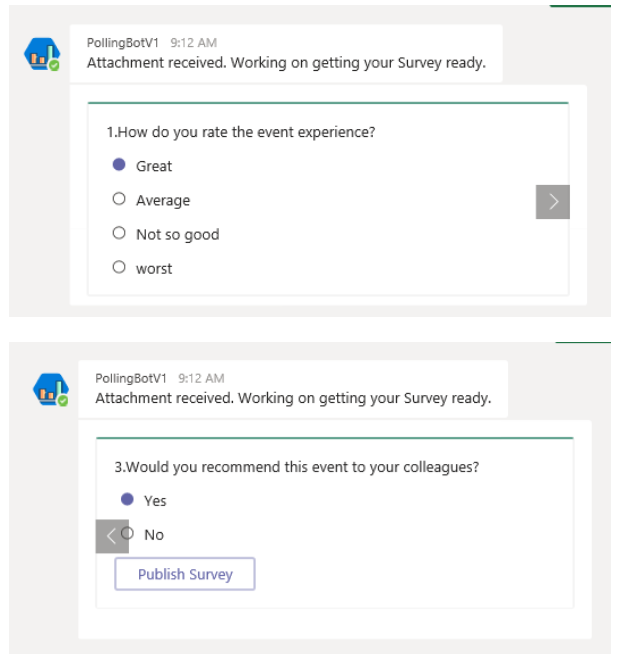 PollingBotV1 9:12 AM
Attachment received. Working on getting your Survey ready.
1.How do you rate the event experience?
Great
Average
Not so good
worst
PollingBotV1 9:12 AM
Attachment received. Working on getting your Survey ready.
3.Would you recommend this event to your colleagues?
Yes
No
Publish Survey